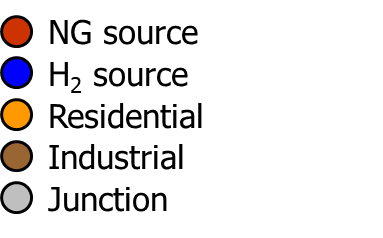 NG source
H₂ source
Residential
Industrial
Junction